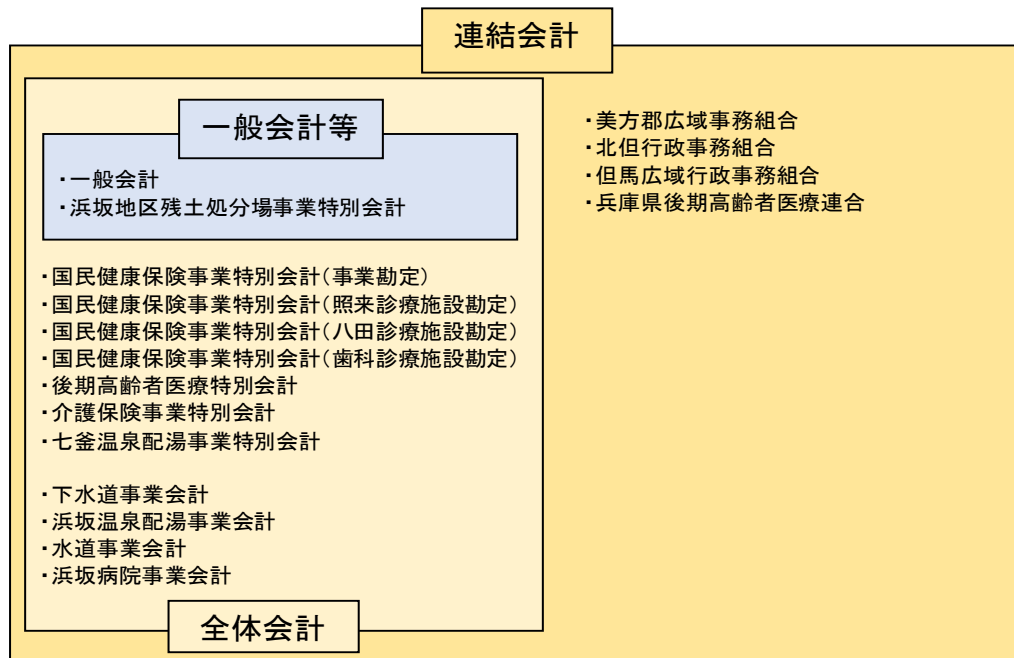 連結会計
一般会計等
・一般会計
・浜坂地区残土処分場事業特別会計
・国民健康保険事業特別会計(事業勘定)
・国民健康保険事業特別会計(照来診療施設勘定)
・国民健康保険事業特別会計(八田診療施設勘定)
・国民健康保険事業特別会計(歯科診療施設勘定)
・後期高齢者医療特別会計
・介護保険事業特別会計
・七釜温泉配湯事業特別会計
・下水道事業会計
・浜坂温泉配湯事業会計
・水道事業会計
・浜坂病院事業会計
全体会計
・美方郡広域事務組合
・北但行政事務組合
・但馬広域行政事務組合
・兵庫県後期高齢者医療連合